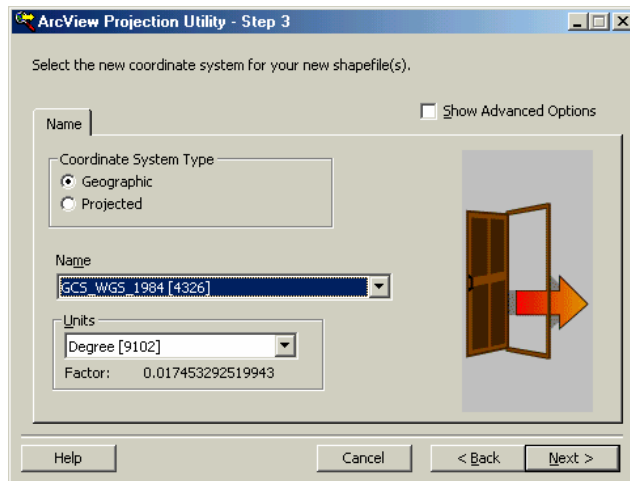 ArcView Projection Utility - Step 3
Select the new coordinate system for your new shapefile(s).
Show Advanced Options
Name
Coordinate System Type
Geographic
Projected
Name
GCS_WGS_1984 [4326]
Units
Degree [9102]
Factor: 0.017453292519943
Help
Cancel
< Back
Next >